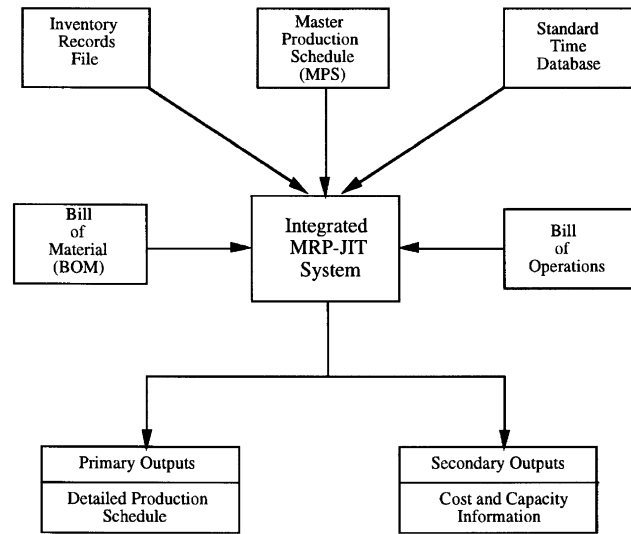 Inventory
Records
File
Master
Production
Schedule
(MPS)
Standard
Time
Database
Bill
of
Material
(BOM)
Integrated
MRP-JIT
System
Bill
of
Operations
Primary Outputs
Detailed Production
Schedule
Secondary Outputs
Cost and Capacity
Information